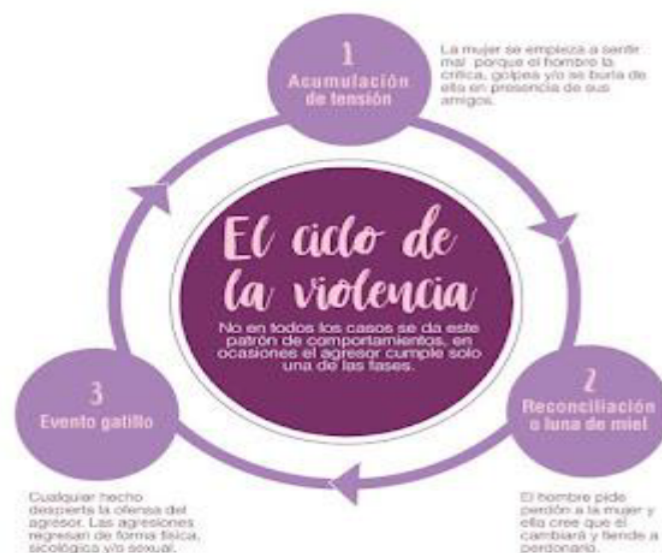 1
Acumulación
de tensión
La mujer se empieza a sentir
mal porque el hombre la
critica, golpea y/o se burla de
ella en presencia de sus
amigos.
El ciclo de
la violencia
No en todos los casos se da este
patrón de comportamientos, en
ocasiones el agresor cumple solo
una de las fases.
2
Reconciliación
o luna de miel
El hombre pide
perdón a la mujer y
ella cree que él
cambiará y tiende a
perdonarlo.
3
Evento gatillo
Cualquier hecho
despierta la ofensa del
agresor. Las agresiones
regresan de forma física,
sicológica y/o sexual.